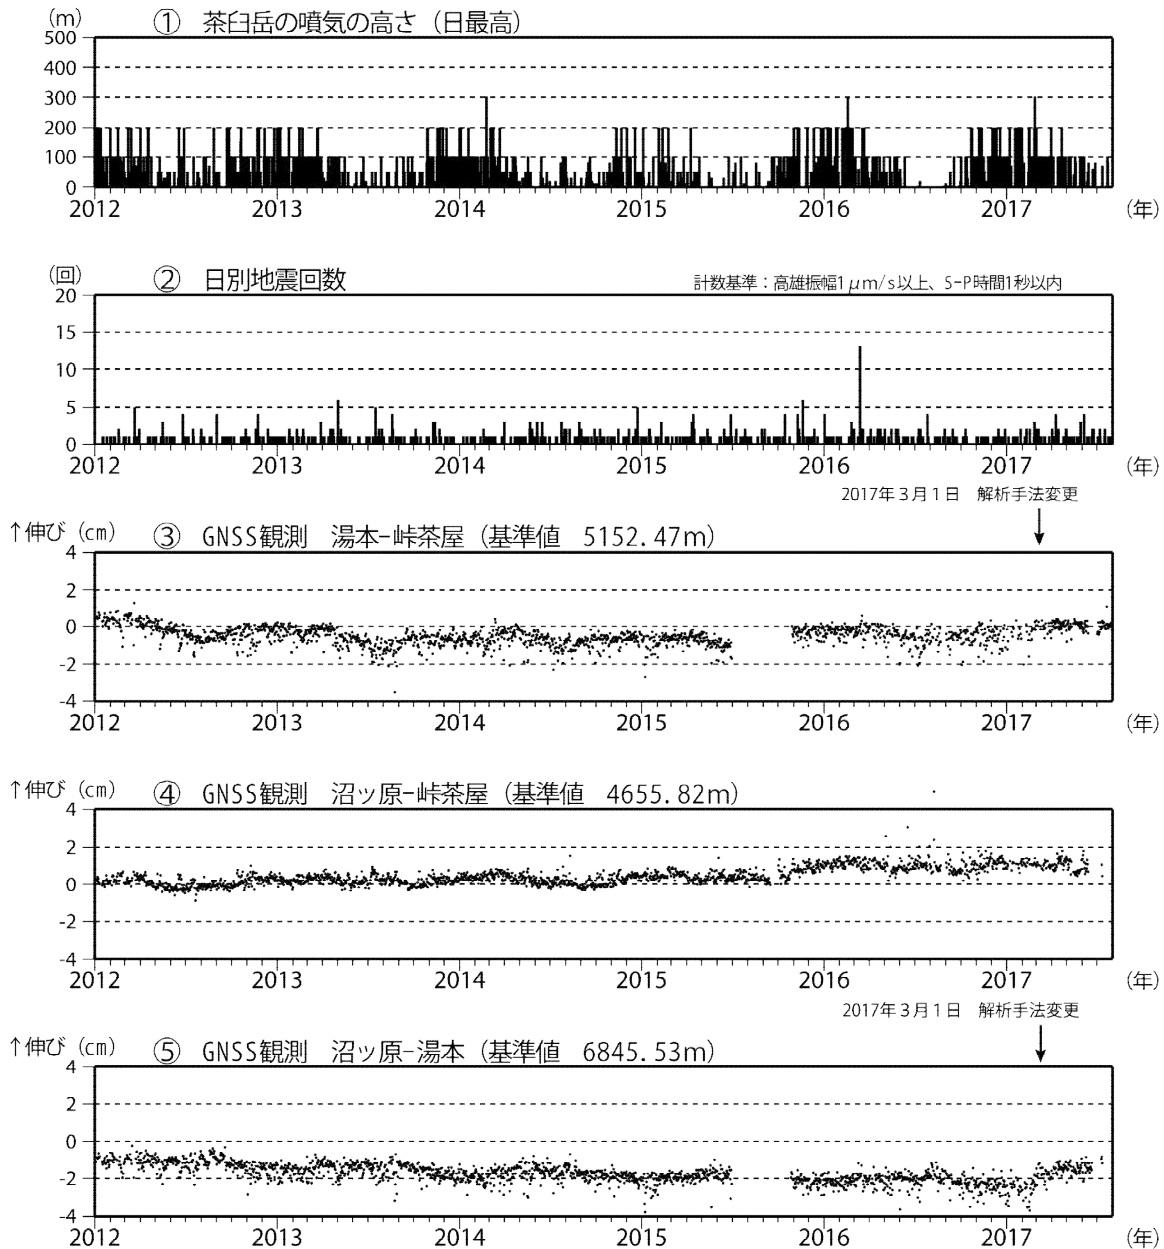 (m) ① 茶臼岳の噴気の高さ（日最高）
500
400
300
200
100
0
2012 2013 2014 2015 2016 2017 (年)
(回) ② 日別地震回数 計数基準：高雄振幅1μm/s以上、S-P時間1秒以内
20
15
10
5
0
2012 2013 2014 2015 2016 2017 (年)
2017年3月1日 解析手法変更
↑伸び (cm) ③ GNSS観測 湯本-峠茶屋（基準値 5152.47m）
4
2
0
-2
-4
2012 2013 2014 2015 2016 2017 (年)
↑伸び (cm) ④ GNSS観測 沼ッ原-峠茶屋（基準値 4655.82m）
4
2
0
-2
-4
2012 2013 2014 2015 2016 2017 (年)
2017年3月1日 解析手法変更
↑伸び (cm) ⑤ GNSS観測 沼ッ原-湯本（基準値 6845.53m）
4
2
0
-2
-4
2012 2013 2014 2015 2016 2017 (年)